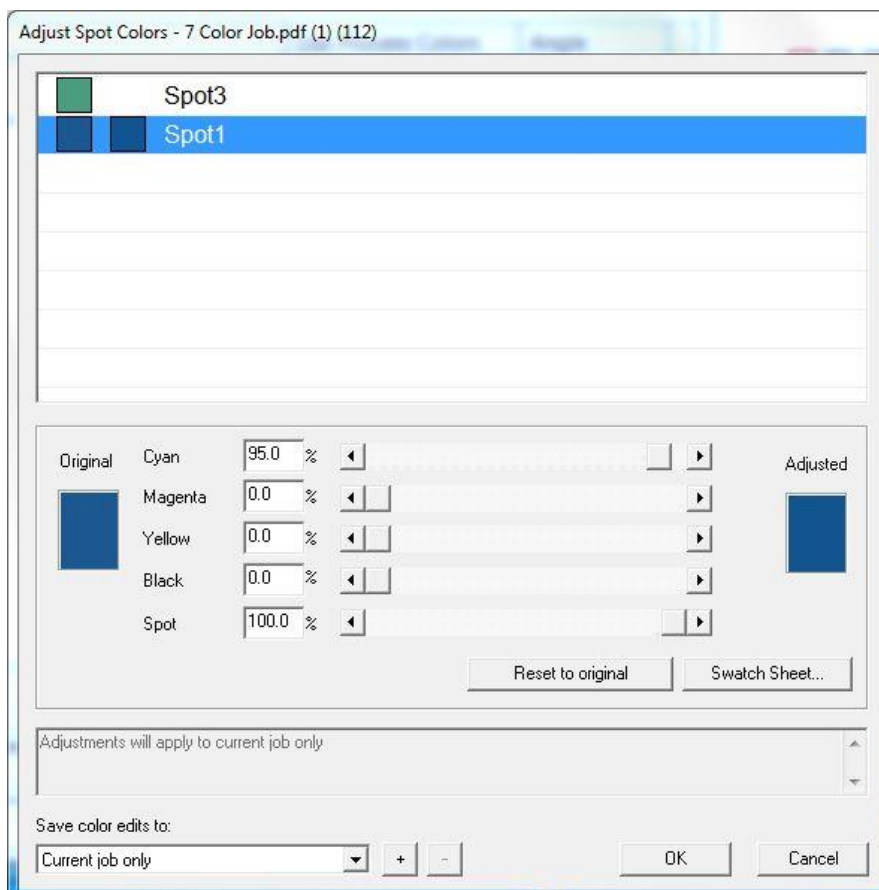 Adjust Spot Colors - 7 Color Job.pdf (1) (112)
Spot3
Spot1
Original
Cyan 95.0 %
Magenta 0.0 %
Yellow 0.0 %
Black 0.0 %
Spot 100.0 %
Adjusted
Reset to original Swatch Sheet...
Adjustments will apply to current job only
Save color edits to:
Current job only + - OK Cancel